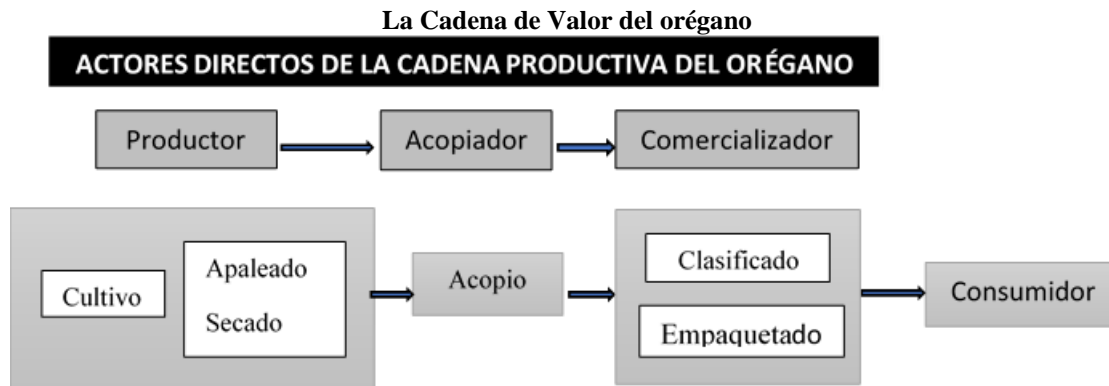 La Cadena de Valor del orégano
ACTORES DIRECTOS DE LA CADENA PRODUCTIVA DEL ORÉGANO
Productor
Acopiador
Comercializador
Cultivo
Apaleado
Secado
Acopio
Clasificado
Empaquetado
Consumidor